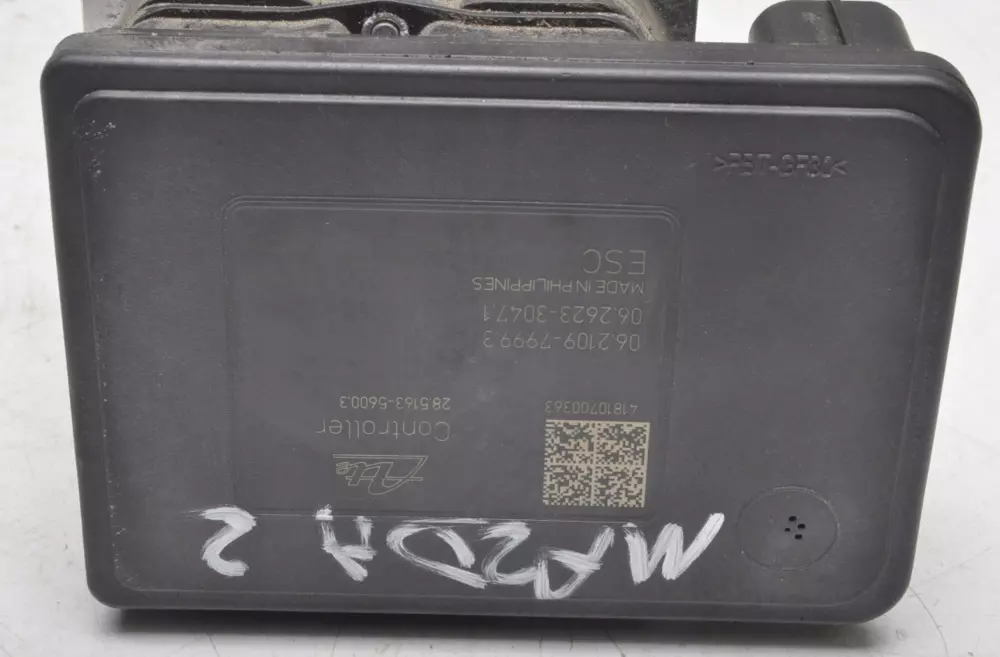 MAZDA 2
Ate
Controller
41810700363
28.5163-5600.3
06.2109-7999.3
06.2623-3047.1
MADE IN PHILIPPINES
ESC